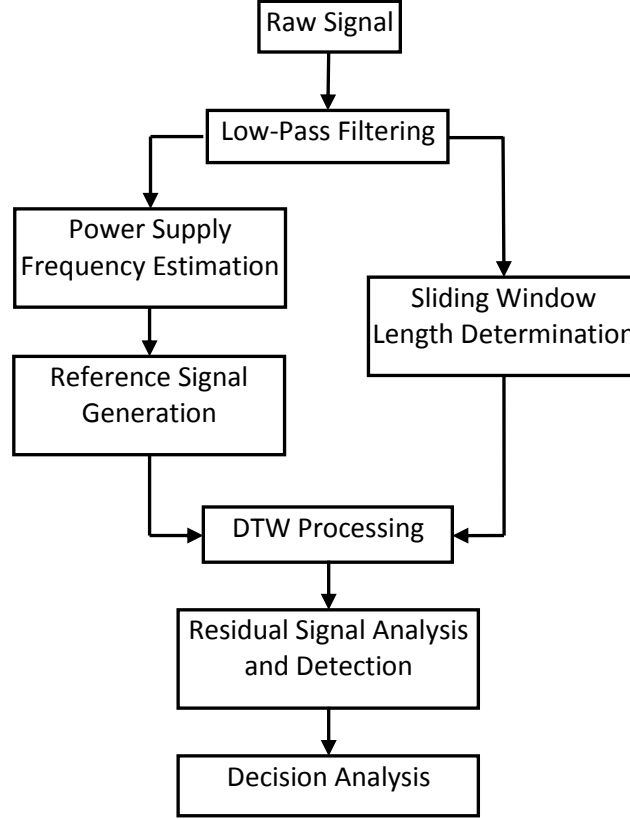 Raw Signal
Low-Pass Filtering
Power Supply
Frequency Estimation
Sliding Window
Length Determination
Reference Signal
Generation
DTW Processing
Residual Signal Analysis
and Detection
Decision Analysis